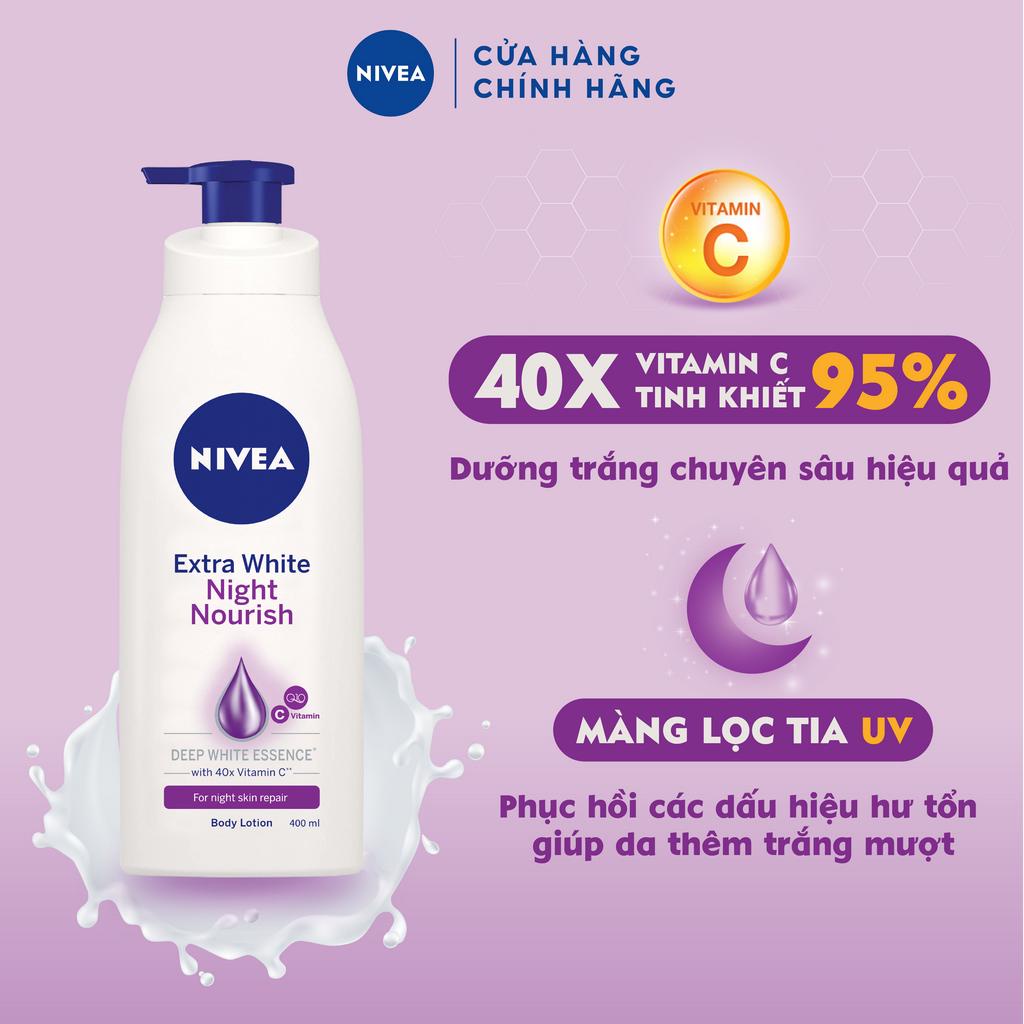 NIVEA
CỬA HÀNG
CHÍNH HÃNG
NIVEA
Extra White
Night
Nourish
Q10
C Vitamin
DEEP WHITE ESSENCE*
with 40x Vitamin C**
For night skin repair
Body Lotion 400 ml
VITAMIN
C
40X VITAMIN C TINH KHIẾT 95%
Dưỡng trắng chuyên sâu hiệu quả
MÀNG LỌC TIA UV
Phục hồi các dấu hiệu hư tổn
giúp da thêm trắng mượt